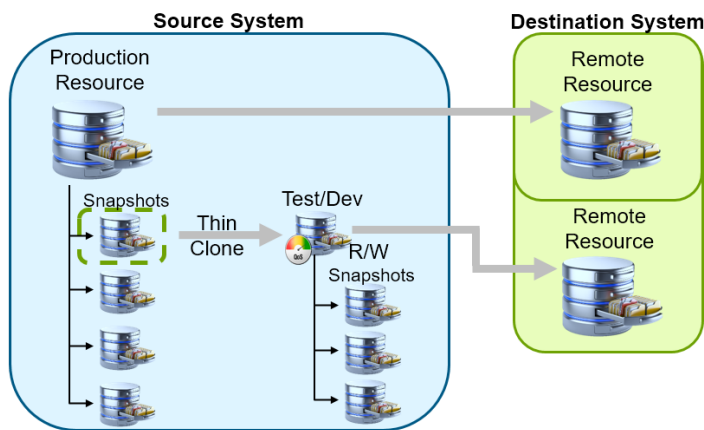 Source System
Destination System
Production
Resource
Remote
Resource
Snapshots
Thin
Clone
Test/Dev
QoS
R/W
Snapshots
Remote
Resource